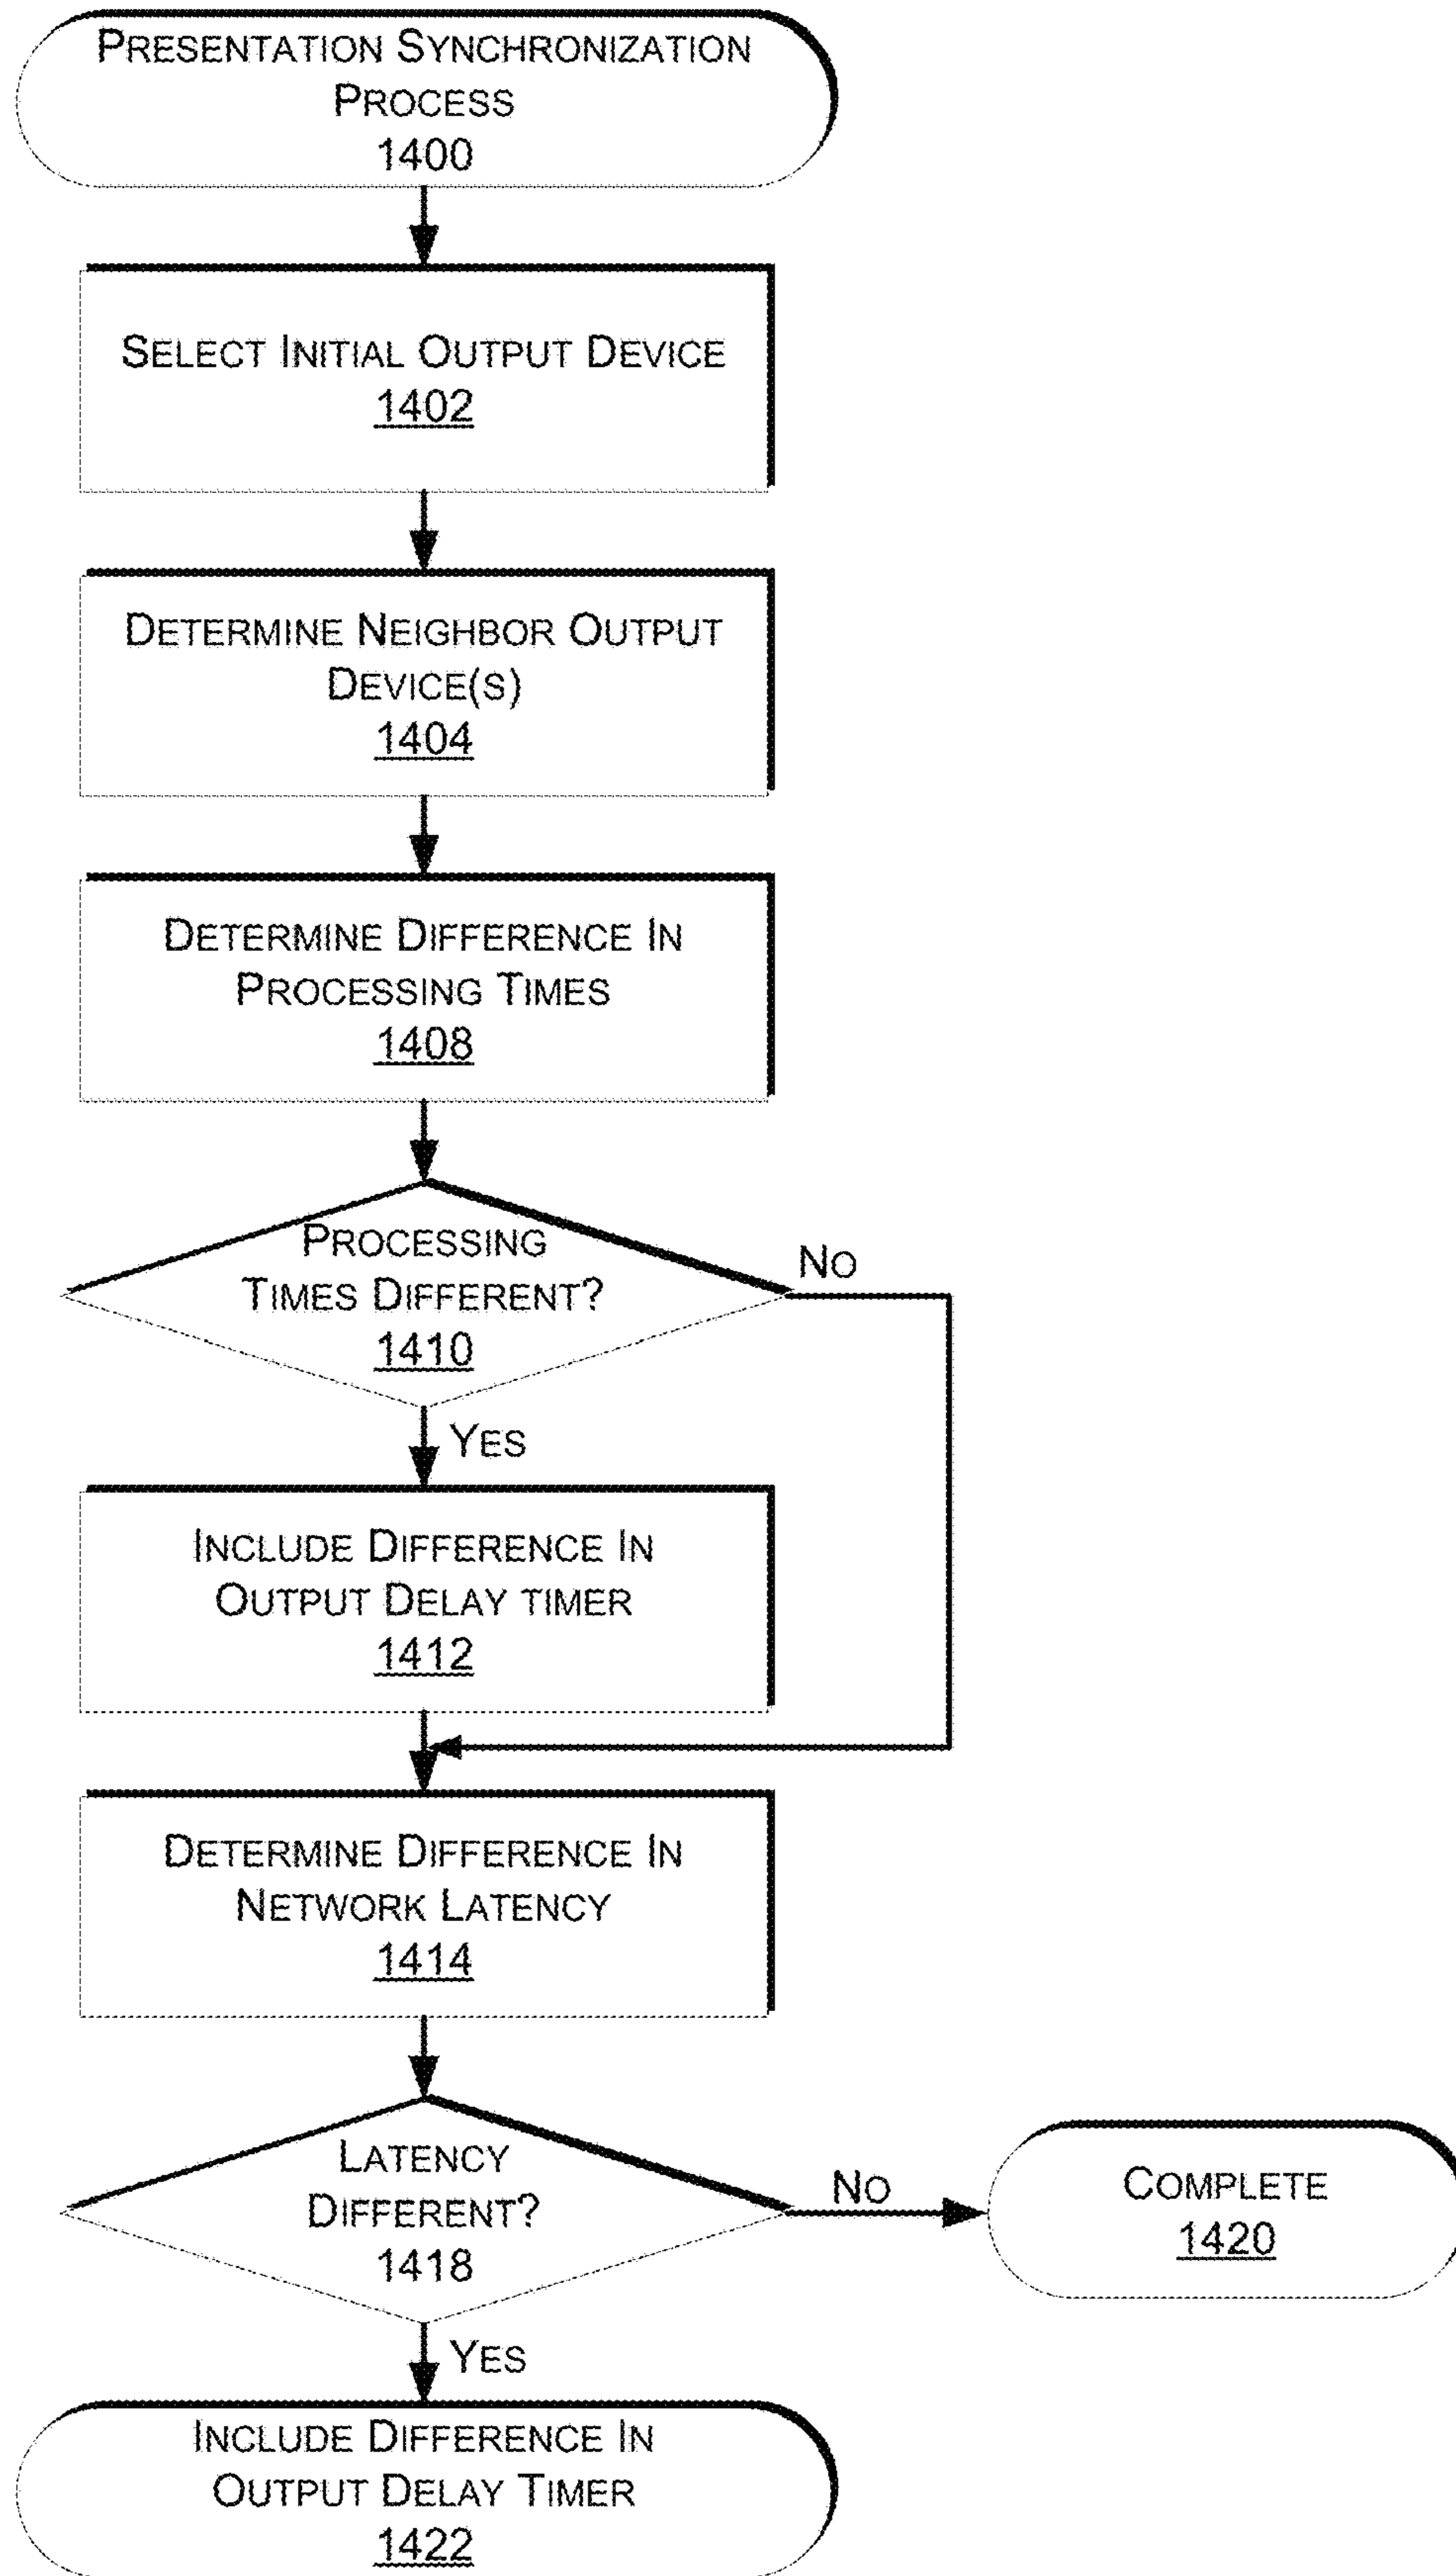 PRESENTATION SYNCHRONIZATION
PROCESS
1400
SELECT INITIAL OUTPUT DEVICE
1402
DETERMINE NEIGHBOR OUTPUT
DEVICE(S)
1404
DETERMINE DIFFERENCE IN
PROCESSING TIMES
1408
PROCESSING
TIMES DIFFERENT?
1410
NO
YES
INCLUDE DIFFERENCE IN
OUTPUT DELAY TIMER
1412
DETERMINE DIFFERENCE IN
NETWORK LATENCY
1414
LATENCY
DIFFERENT?
1418
NO
COMPLETE
1420
YES
INCLUDE DIFFERENCE IN
OUTPUT DELAY TIMER
1422